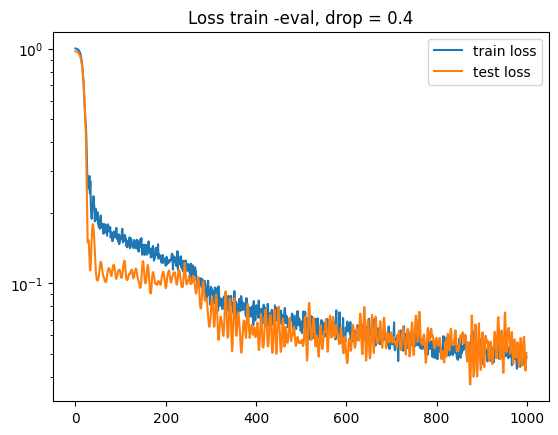 Loss train -eval, drop = 0.4
train loss
test loss
10⁰
10⁻¹
0 200 400 600 800 1000